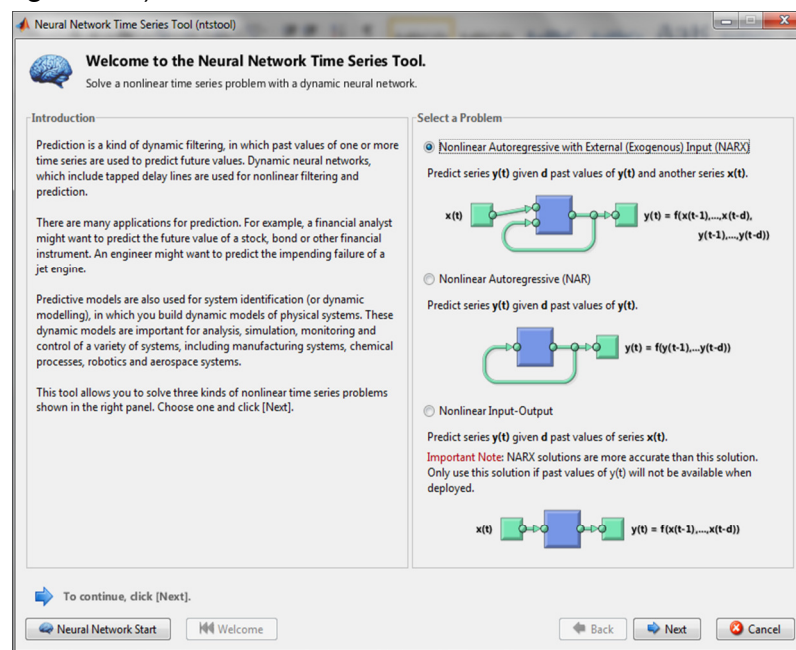 Neural Network Time Series Tool (ntstool)
Welcome to the Neural Network Time Series Tool.
Solve a nonlinear time series problem with a dynamic neural network.
Introduction
Prediction is a kind of dynamic filtering, in which past values of one or more
time series are used to predict future values. Dynamic neural networks,
which include tapped delay lines are used for nonlinear filtering and
prediction.
There are many applications for prediction. For example, a financial analyst
might want to predict the future value of a stock, bond or other financial
instrument. An engineer might want to predict the impending failure of a
jet engine.
Predictive models are also used for system identification (or dynamic
modelling), in which you build dynamic models of physical systems. These
dynamic models are important for analysis, simulation, monitoring and
control of a variety of systems, including manufacturing systems, chemical
processes, robotics and aerospace systems.
This tool allows you to solve three kinds of nonlinear time series problems
shown in the right panel. Choose one and click [Next].
Select a Problem
Nonlinear Autoregressive with External (Exogenous) Input (NARX)
Predict series y(t) given d past values of y(t) and another series x(t).
x(t) y(t) = f(x(t-1),...,x(t-d),
y(t-1),...,y(t-d))
Nonlinear Autoregressive (NAR)
Predict series y(t) given d past values of y(t).
y(t) = f(y(t-1),...y(t-d))
Nonlinear Input-Output
Predict series y(t) given d past values of series x(t).
Important Note: NARX solutions are more accurate than this solution.
Only use this solution if past values of y(t) will not be available when
deployed.
x(t) y(t) = f(x(t-1),...,x(t-d))
To continue, click [Next].
Neural Network Start Welcome Back Next Cancel